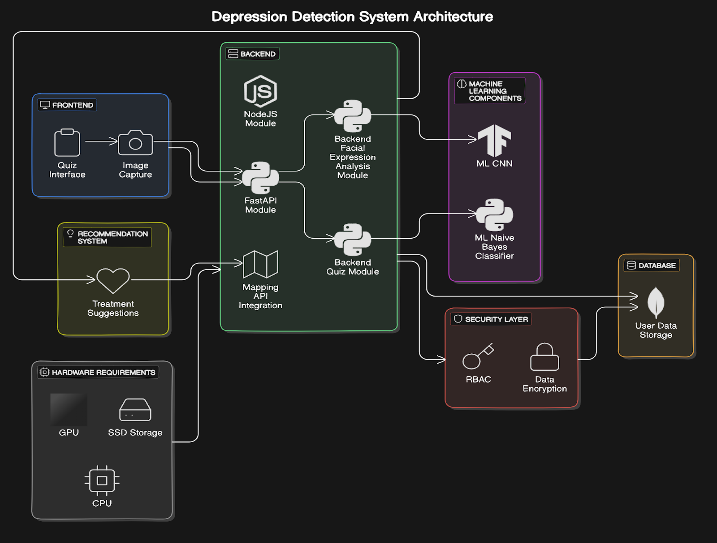 Depression Detection System Architecture
BACKEND
JS
NodeJS
Module
FastAPI
Module
Backend
Facial
Expression
Analysis
Module
Backend
Quiz Module
Mapping
API
Integration
FRONTEND
Quiz
Interface
Image
Capture
RECOMMENDATION
SYSTEM
Treatment
Suggestions
HARDWARE REQUIREMENTS
GPU
SSD Storage
CPU
MACHINE
LEARNING
COMPONENTS
ML CNN
ML Naive
Bayes
Classifier
SECURITY LAYER
RBAC
Data
Encryption
DATABASE
User Data
Storage